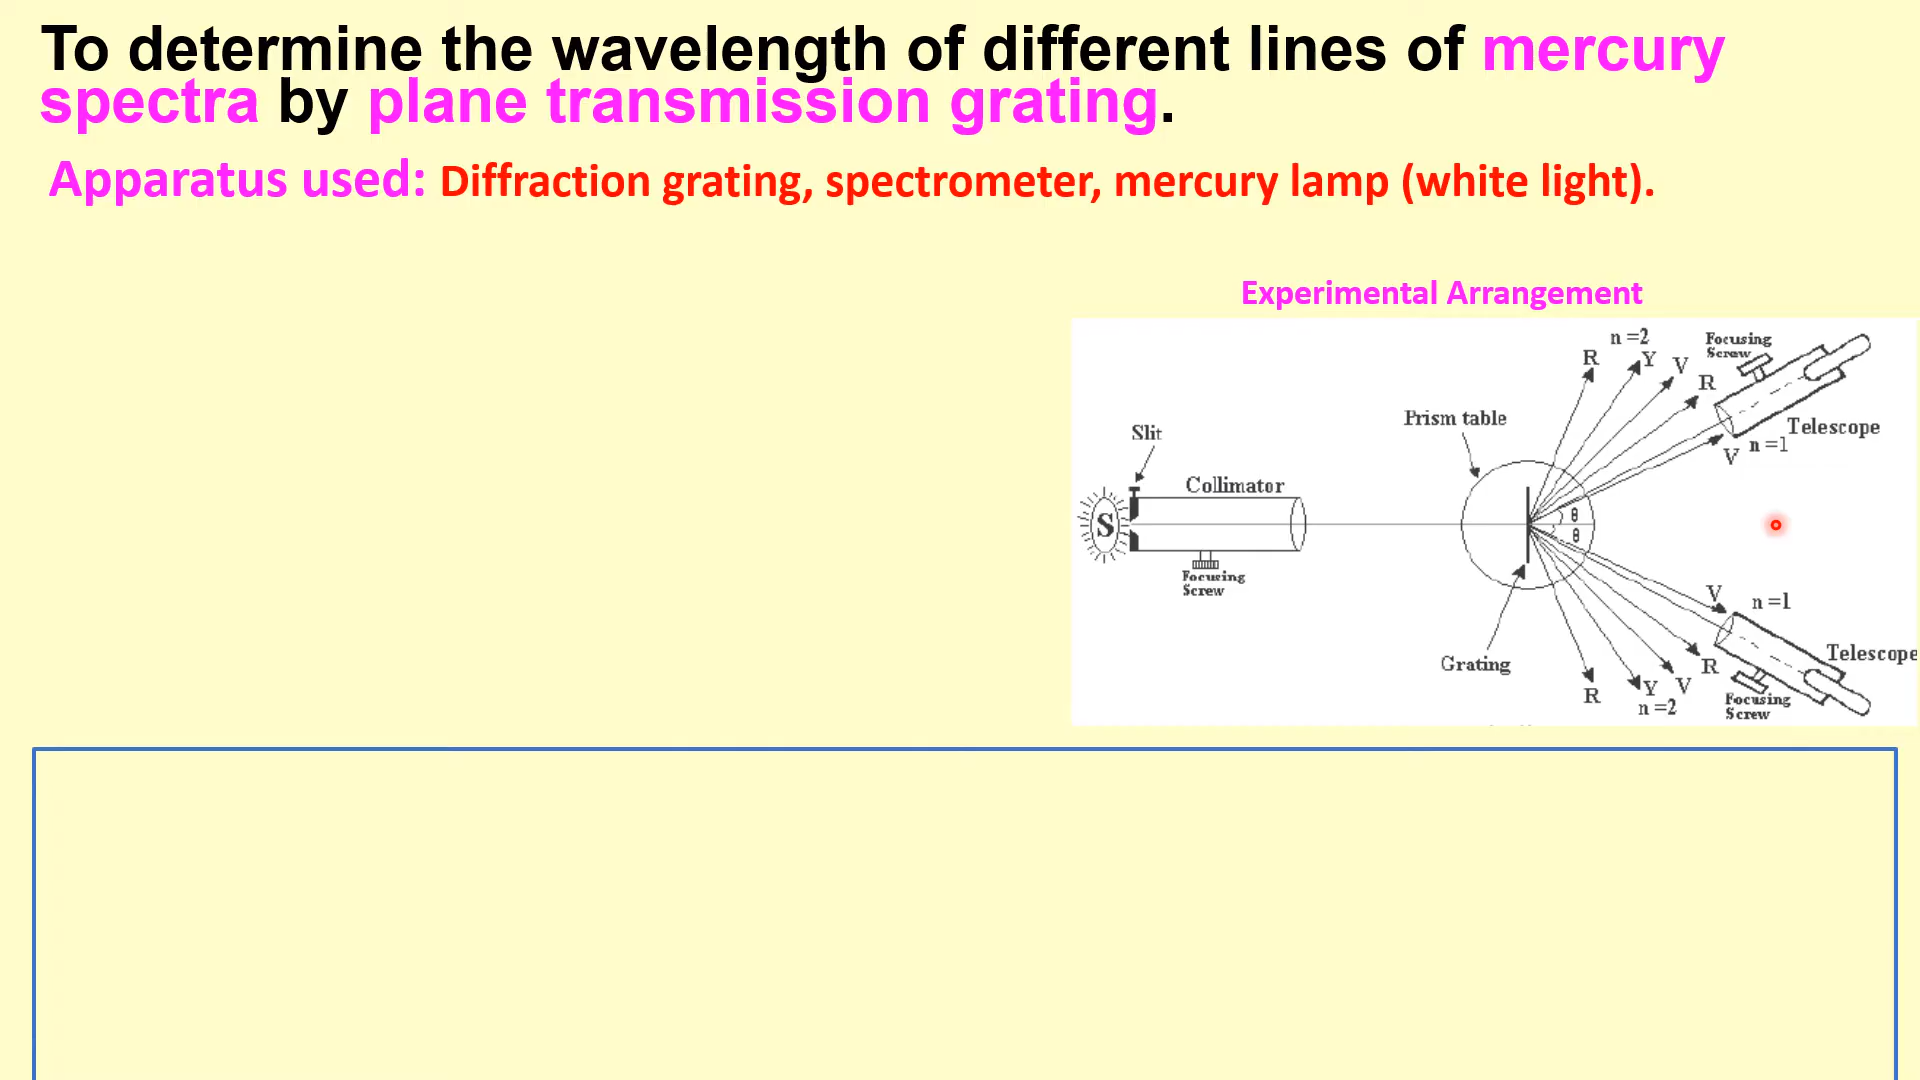 To determine the wavelength of different lines of mercury
spectra by plane transmission grating.
Apparatus used: Diffraction grating, spectrometer, mercury lamp (white light).
Experimental Arrangement
n =2
R
Y
V
R
Focusing
Screw
Telescope
n =1
V
Prism table
Slit
Collimator
S
Focusing
Screw
θ
θ
Grating
V
n =1
Telescope
R
V
Y
R
n =2
Focusing
Screw